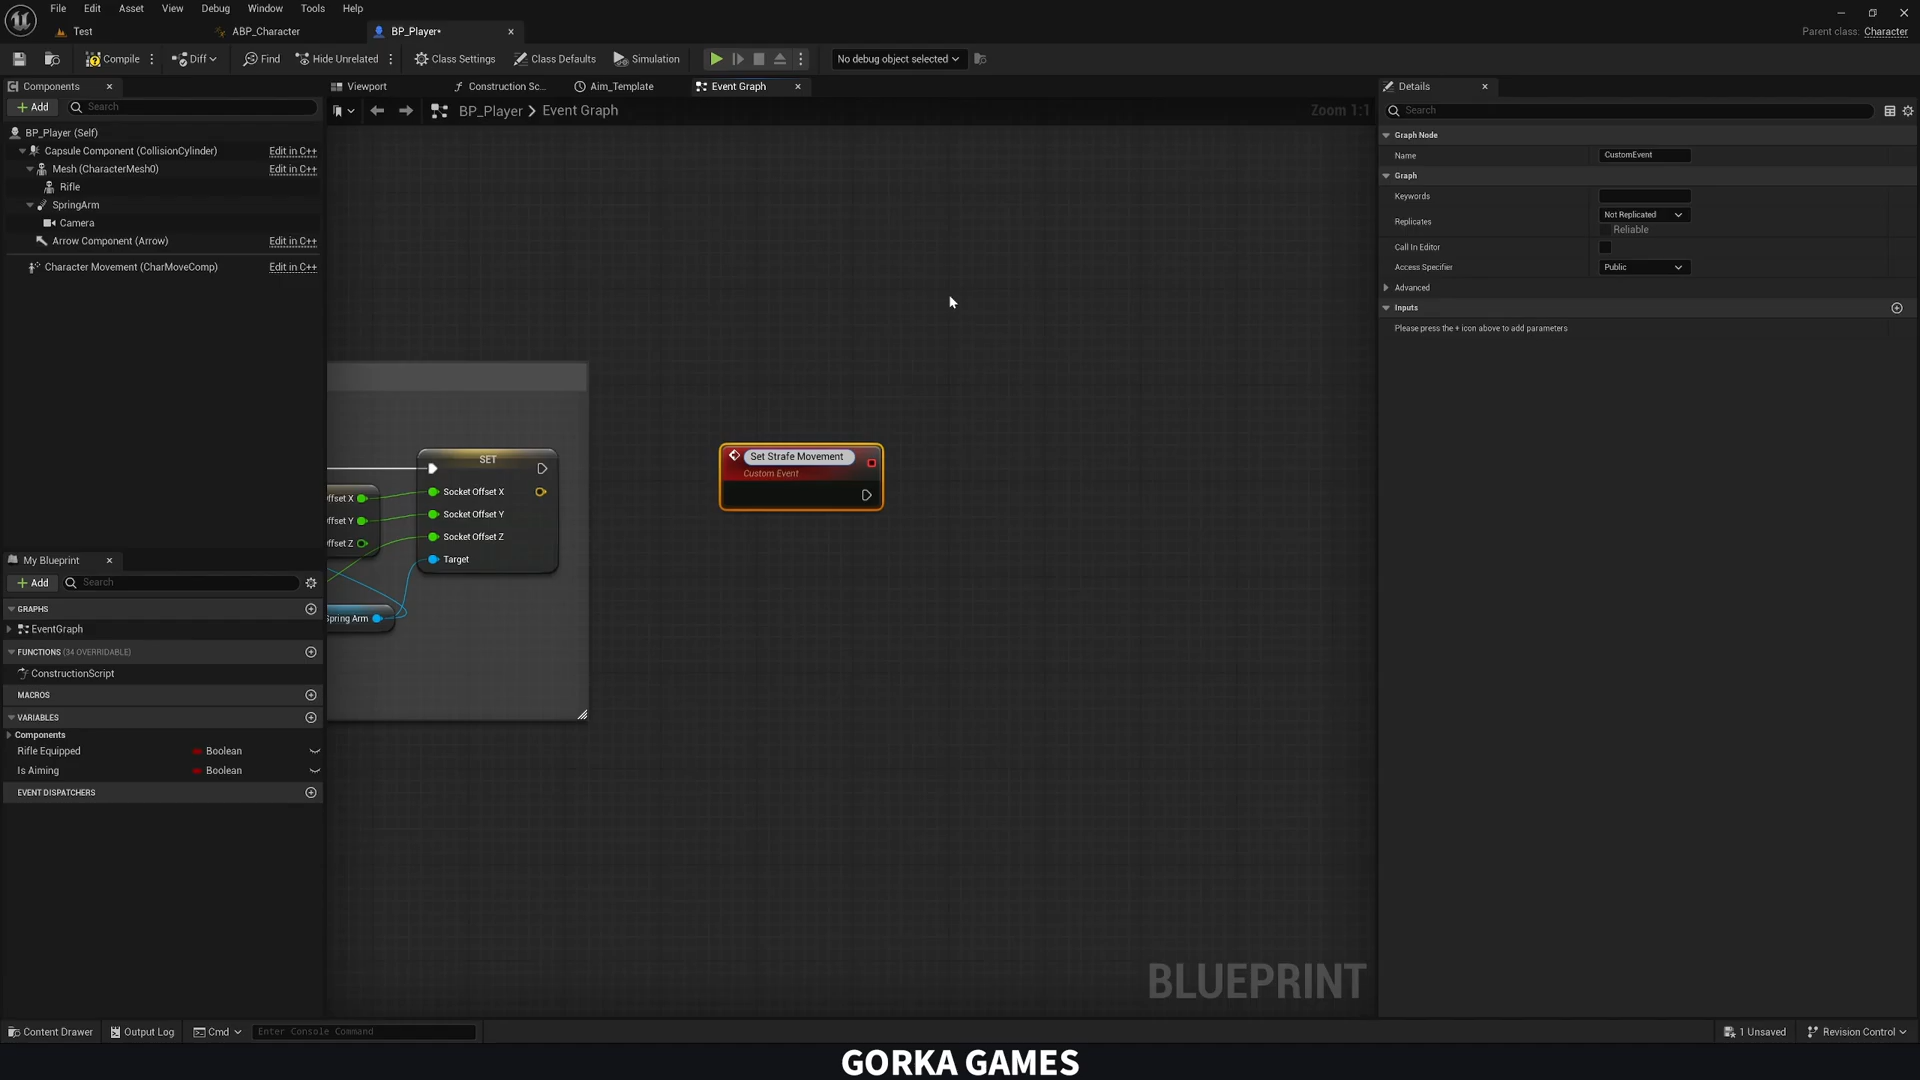 File Edit Asset View Debug Window Tools Help
Test ABP_Character BP_Player*
Parent class: Character
Compile Diff Find Hide Unrelated Class Settings Class Defaults Simulation No debug object selected
Components
Add Search
BP_Player (Self)
Capsule Component (CollisionCylinder) Edit in C++
Mesh (CharacterMesh0) Edit in C++
Rifle
SpringArm
Camera
Arrow Component (Arrow) Edit in C++
Character Movement (CharMoveComp) Edit in C++
My Blueprint
Add Search
GRAPHS
EventGraph
FUNCTIONS (34 OVERRIDABLE)
ConstructionScript
MACROS
VARIABLES
Components
Rifle Equipped Boolean
Is Aiming Boolean
EVENT DISPATCHERS
Viewport Construction Sc... Aim_Template Event Graph
BP_Player > Event Graph Zoom 1:1
SET
Socket Offset X
Socket Offset Y
Socket Offset Z
Target
ffset X
ffset Y
ffset Z
Spring Arm
Set Strafe Movement
Custom Event
BLUEPRINT
Details
Search
Graph Node
Name CustomEvent
Graph
Keywords
Replicates Not Replicated
Reliable
Call In Editor
Access Specifier Public
Advanced
Inputs
Please press the + icon above to add parameters
Content Drawer Output Log Cmd Enter Console Command 1 Unsaved Revision Control
GORKA GAMES